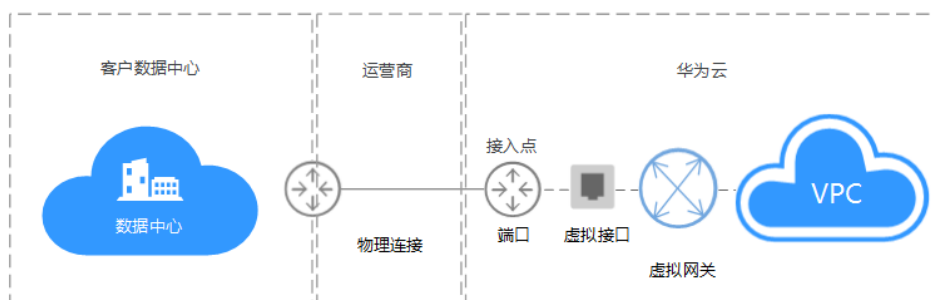 客户数据中心
运营商
华为云
接入点
VPC
数据中心
物理连接
端口
虚拟接口
虚拟网关